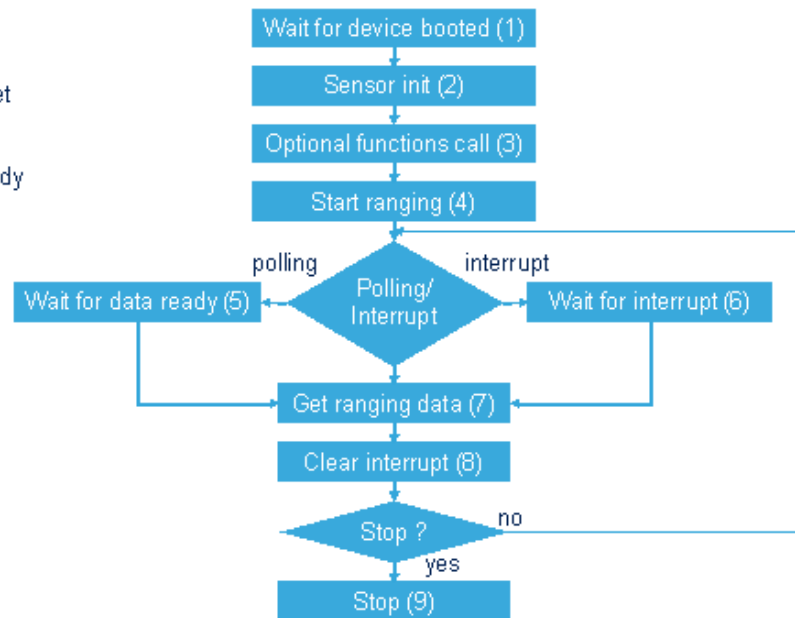 Wait for device booted (1)
Sensor init (2)
Optional functions call (3)
Start ranging (4)
polling
interrupt
Wait for data ready (5)
Polling/
Interrupt
Wait for interrupt (6)
Get ranging data (7)
Clear interrupt (8)
Stop ?
no
yes
Stop (9)